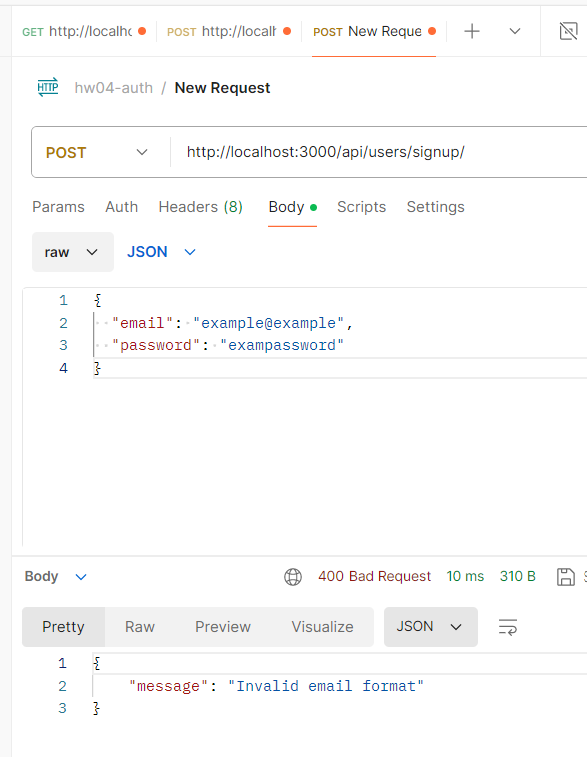 GET http://localhc POST http://localh POST New Reque
HTTP hw04-auth / New Request
POST http://localhost:3000/api/users/signup/
Params Auth Headers (8) Body Scripts Settings
raw JSON
1 {
2 "email": "example@example",
3 "password": "exampassword"
4 }
Body 400 Bad Request 10 ms 310 B
Pretty Raw Preview Visualize JSON
1 {
2 "message": "Invalid email format"
3 }